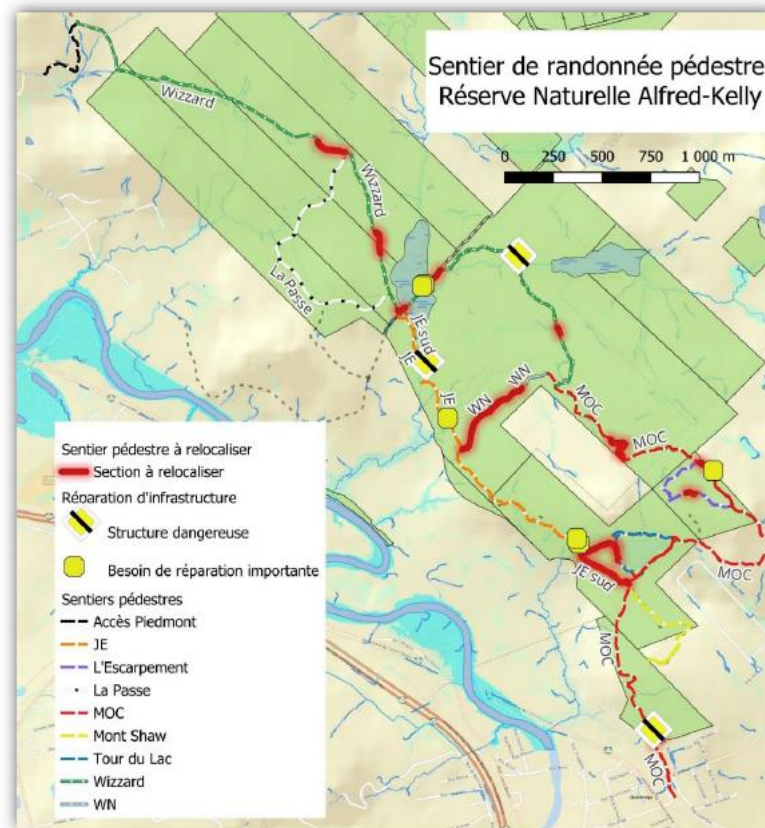 Sentier de randonnée pédestre
Réserve Naturelle Alfred-Kelly
0 250 500 750 1 000 m
Wizzard
Wizzard
La Passe
JE sud
JE
JE
WN
WN
MOC
MOC
MOC
JE sud
MOC
MOC
Sentier pédestre à relocaliser
Section à relocaliser
Réparation d'infrastructure
Structure dangereuse
Besoin de réparation importante
Sentiers pédestres
Accès Piedmont
JE
L'Escarpement
La Passe
MOC
Mont Shaw
Tour du Lac
Wizzard
WN